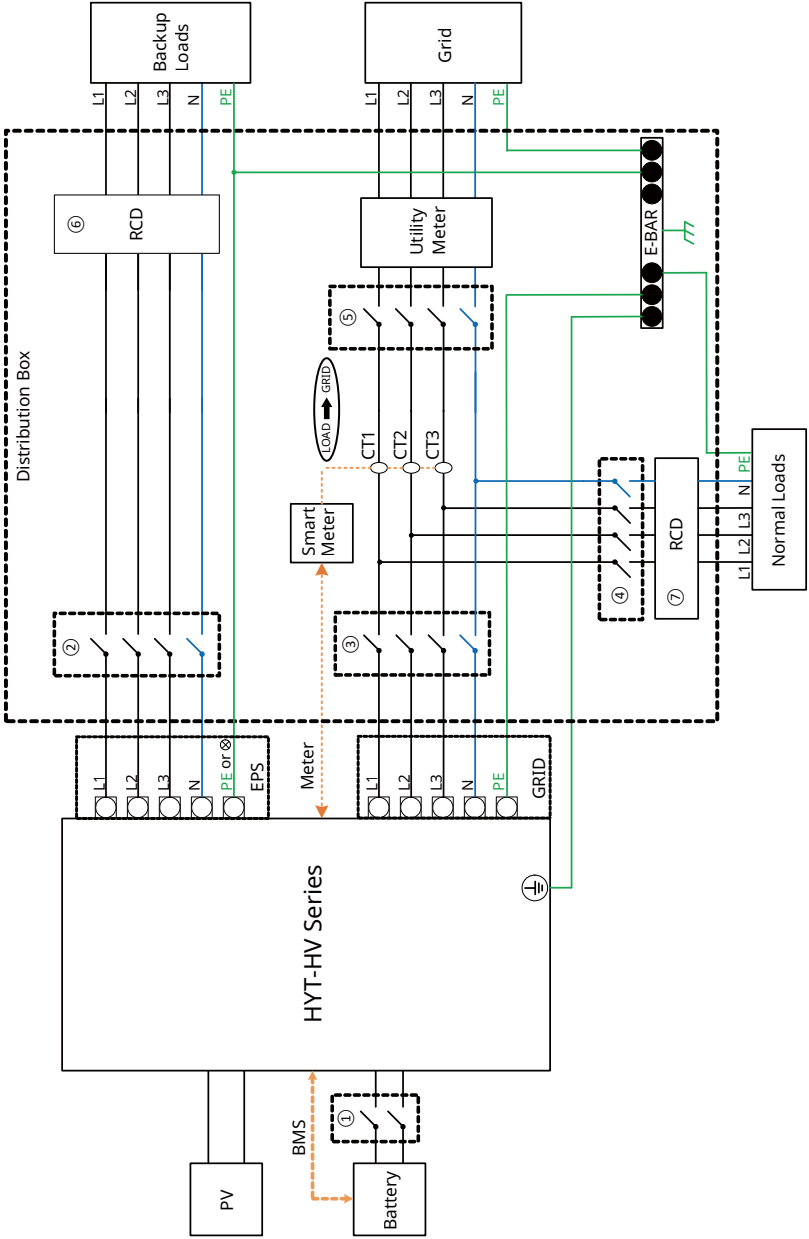 Backup
Loads
Grid
L1
L2
L3
N
PE
L1
L2
L3
N
PE
⑥
RCD
Utility
Meter
E-BAR
⑤
Distribution Box
LOAD
GRID
CT1
CT2
CT3
Smart
Meter
②
③
④
RCD
⑦
L1
L2
L3
N
PE
Normal Loads
L1
L2
L3
N
PE or ⊗
EPS
Meter
L1
L2
L3
N
PE
GRID
HYT-HV Series
BMS
①
PV
Battery